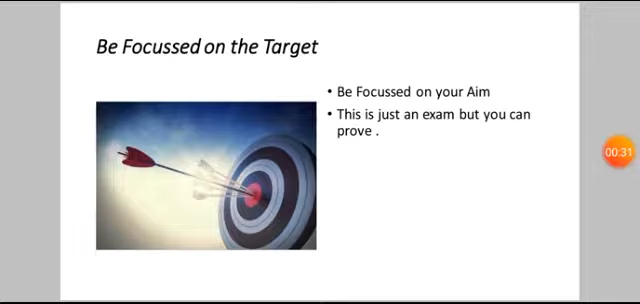 Be Focussed on the Target
• Be Focussed on your Aim
• This is just an exam but you can
prove .
00:31